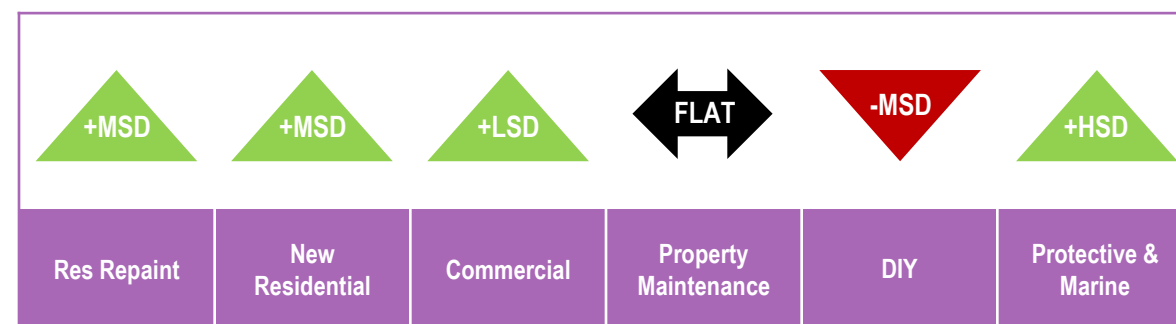 +MSD
+MSD
+LSD
FLAT
-MSD
+HSD
Res Repaint
New
Residential
Commercial
Property
Maintenance
DIY
Protective &
Marine